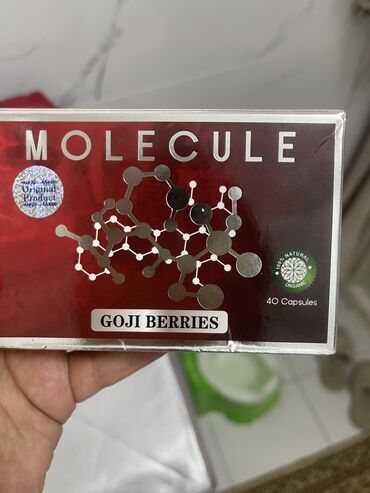 MOLECULE
Original
Product
100% NATURAL
ORGANIC
40 Capsules
GOJI BERRIES